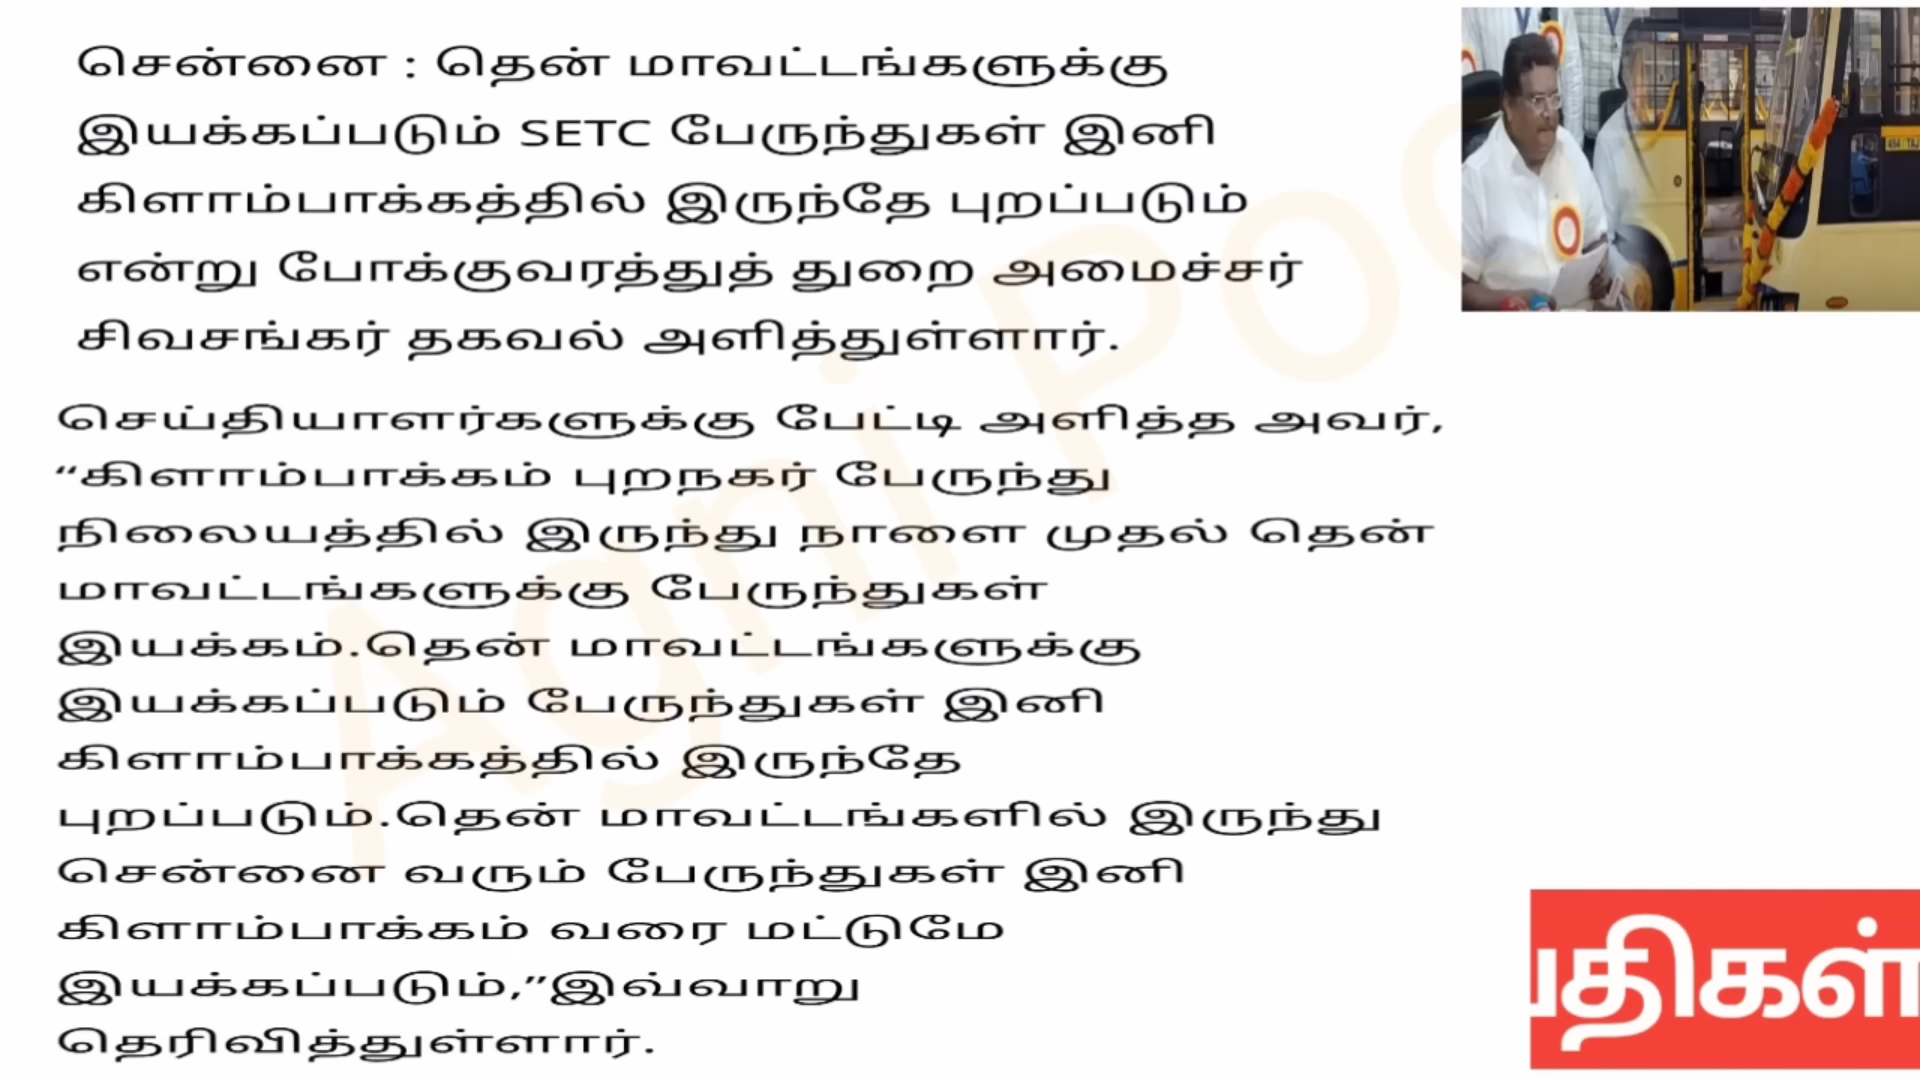 சென்னை : தென் மாவட்டங்களுக்கு
இயக்கப்படும் SETC பேருந்துகள் இனி
கிளாம்பாக்கத்தில் இருந்தே புறப்படும்
என்று போக்குவரத்துத் துறை அமைச்சர்
சிவசங்கர் தகவல் அளித்துள்ளார்.
செய்தியாளர்களுக்கு பேட்டி அளித்த அவர்,
“கிளாம்பாக்கம் புறநகர் பேருந்து
நிலையத்தில் இருந்து நாளை முதல் தென்
மாவட்டங்களுக்கு பேருந்துகள்
இயக்கம்.தென் மாவட்டங்களுக்கு
இயக்கப்படும் பேருந்துகள் இனி
கிளாம்பாக்கத்தில் இருந்தே
புறப்படும்.தென் மாவட்டங்களில் இருந்து
சென்னை வரும் பேருந்துகள் இனி
கிளாம்பாக்கம் வரை மட்டுமே
இயக்கப்படும்,”இவ்வாறு
தெரிவித்துள்ளார்.
Agni